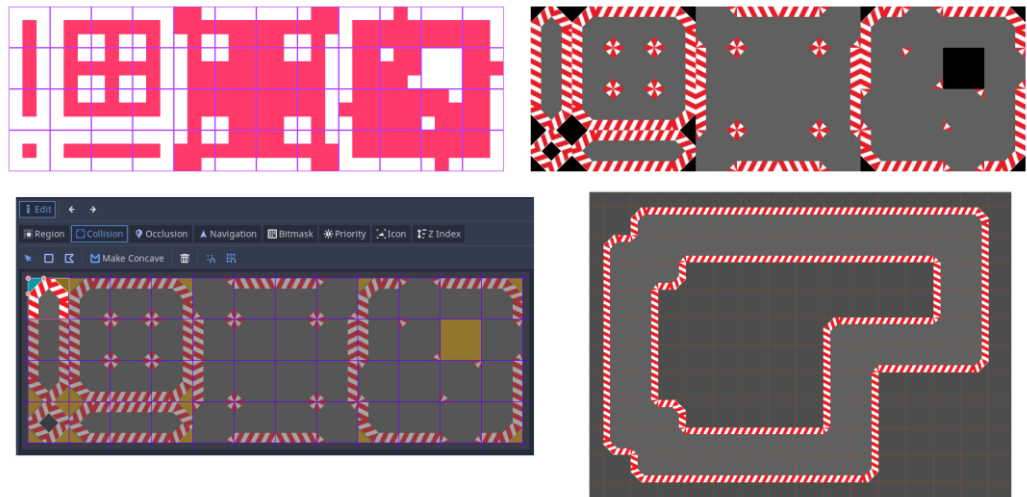 Edit
Region Collision Occlusion Navigation Bitmask Priority Icon Z Index
Make Concave